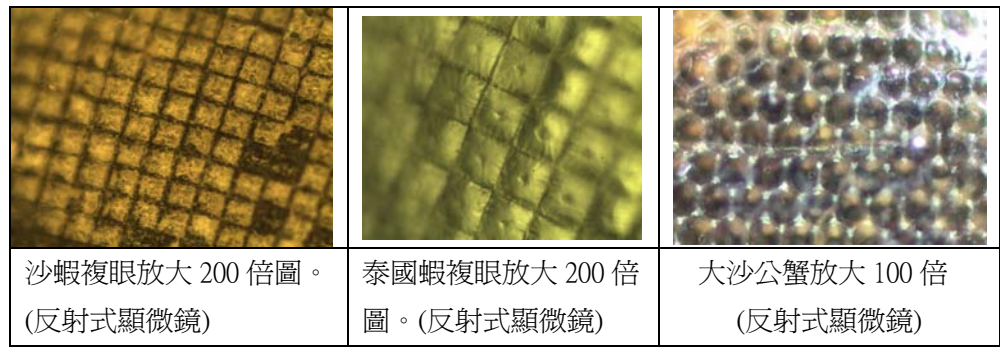 沙蝦複眼放大 200 倍圖。
(反射式顯微鏡)
泰國蝦複眼放大 200 倍
圖。(反射式顯微鏡)
大沙公蟹放大 100 倍
(反射式顯微鏡)